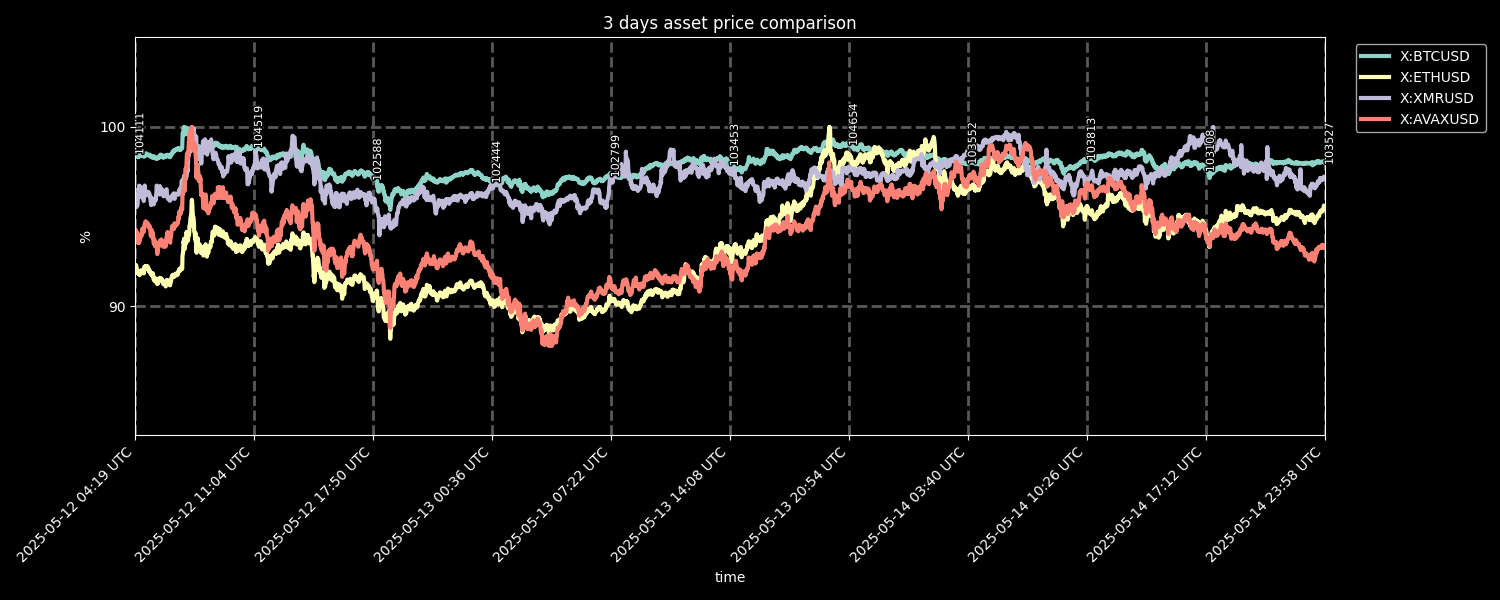 3 days asset price comparison
X:BTCUSD
X:ETHUSD
X:XMRUSD
X:AVAXUSD
100
90
%
104111
104519
102588
102444
102799
103453
104654
103552
103813
103108
103527
2025-05-12 04:19 UTC
2025-05-12 11:04 UTC
2025-05-12 17:50 UTC
2025-05-13 00:36 UTC
2025-05-13 07:22 UTC
2025-05-13 14:08 UTC
2025-05-13 20:54 UTC
2025-05-14 03:40 UTC
2025-05-14 10:26 UTC
2025-05-14 17:12 UTC
2025-05-14 23:58 UTC
time